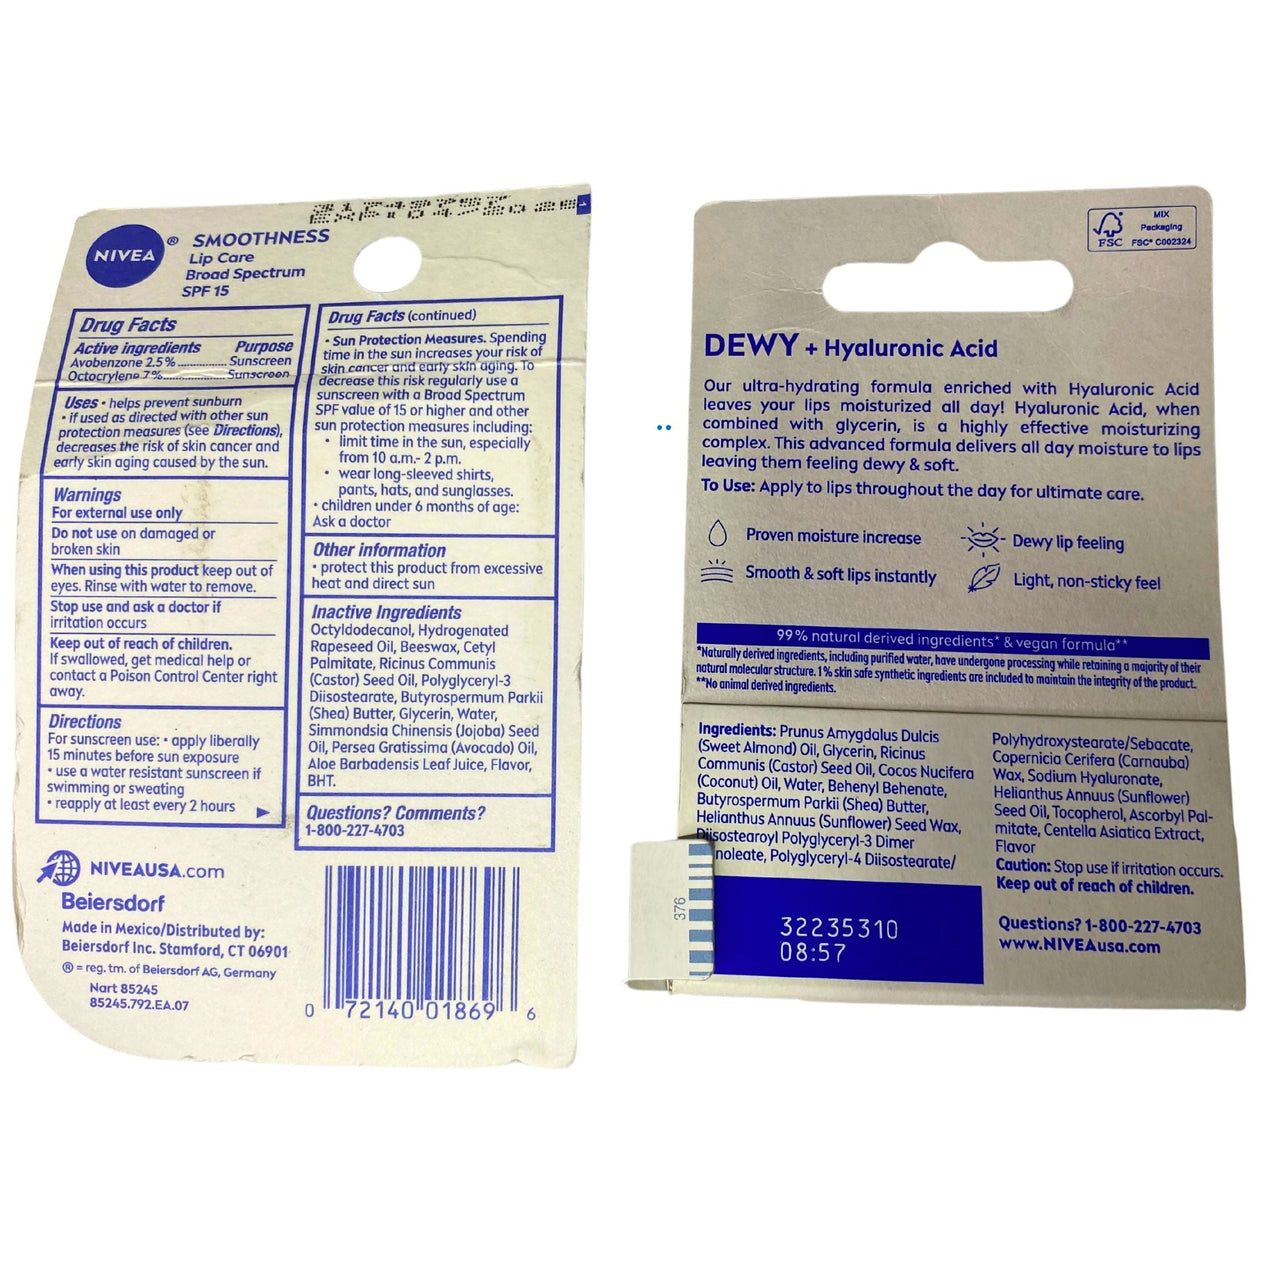 NIVEA ® SMOOTHNESS
Lip Care
Broad Spectrum
SPF 15
Drug Facts
Active ingredients Purpose
Avobenzone 2.5%.............. Sunscreen
Octocrylene 7%................. Sunscreen
Uses • helps prevent sunburn
• if used as directed with other sun
protection measures (see Directions),
decreases the risk of skin cancer and
early skin aging caused by the sun.
Warnings
For external use only
Do not use on damaged or
broken skin
When using this product keep out of
eyes. Rinse with water to remove.
Stop use and ask a doctor if
irritation occurs
Keep out of reach of children.
If swallowed, get medical help or
contact a Poison Control Center right
away.
Directions
For sunscreen use: • apply liberally
15 minutes before sun exposure
• use a water resistant sunscreen if
swimming or sweating
• reapply at least every 2 hours
Drug Facts (continued)
• Sun Protection Measures. Spending
time in the sun increases your risk of
skin cancer and early skin aging. To
decrease this risk regularly use a
sunscreen with a Broad Spectrum
SPF value of 15 or higher and other
sun protection measures including:
• limit time in the sun, especially
from 10 a.m.- 2 p.m.
• wear long-sleeved shirts,
pants, hats, and sunglasses.
• children under 6 months of age:
Ask a doctor
Other information
• protect this product from excessive
heat and direct sun
Inactive Ingredients
Octyldodecanol, Hydrogenated
Rapeseed Oil, Beeswax, Cetyl
Palmitate, Ricinus Communis
(Castor) Seed Oil, Polyglyceryl-3
Diisostearate, Butyrospermum Parkii
(Shea) Butter, Glycerin, Water,
Simmondsia Chinensis (Jojoba) Seed
Oil, Persea Gratissima (Avocado) Oil,
Aloe Barbadensis Leaf Juice, Flavor,
BHT.
Questions? Comments?
1-800-227-4703
NIVEAUSA.com
Beiersdorf
Made in Mexico/Distributed by:
Beiersdorf Inc. Stamford, CT 06901
® = reg. tm. of Beiersdorf AG, Germany
Nart 85245
85245.792.EA.07
0 72140 01869 6
FSC
MIX
Packaging
FSC® C002324
DEWY + Hyaluronic Acid
Our ultra-hydrating formula enriched with Hyaluronic Acid
leaves your lips moisturized all day! Hyaluronic Acid, when
combined with glycerin, is a highly effective moisturizing
complex. This advanced formula delivers all day moisture to lips
leaving them feeling dewy & soft.
To Use: Apply to lips throughout the day for ultimate care.
Proven moisture increase
Dewy lip feeling
Smooth & soft lips instantly
Light, non-sticky feel
99% natural derived ingredients* & vegan formula**
*Naturally derived ingredients, including purified water, have undergone processing while retaining a majority of their
natural molecular structure. 1% skin safe synthetic ingredients are included to maintain the integrity of the product.
**No animal derived ingredients.
Ingredients: Prunus Amygdalus Dulcis
(Sweet Almond) Oil, Glycerin, Ricinus
Communis (Castor) Seed Oil, Cocos Nucifera
(Coconut) Oil, Water, Behenyl Behenate,
Butyrospermum Parkii (Shea) Butter,
Helianthus Annuus (Sunflower) Seed Wax,
Diisostearoyl Polyglyceryl-3 Dimer
noleate, Polyglyceryl-4 Diisostearate/
Polyhydroxystearate/Sebacate,
Copernicia Cerifera (Carnauba)
Wax, Sodium Hyaluronate,
Helianthus Annuus (Sunflower)
Seed Oil, Tocopherol, Ascorbyl Pal-
mitate, Centella Asiatica Extract,
Flavor
Caution: Stop use if irritation occurs.
Keep out of reach of children.
Questions? 1-800-227-4703
www.NIVEAusa.com
376
32235310
08:57